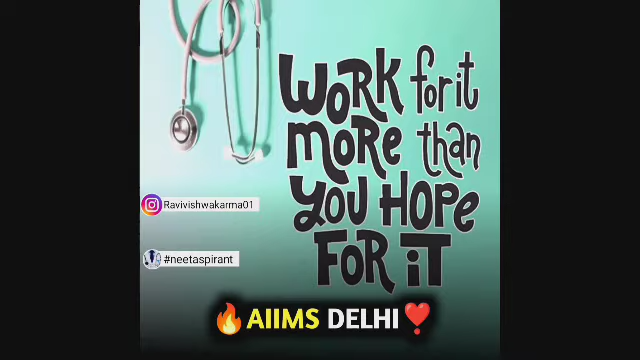 WORK for it
MORE than
YOU HOPE
FOR iT
Ravivishwakarma01
#neetaspirant
🔥AIIMS DELHI❣️